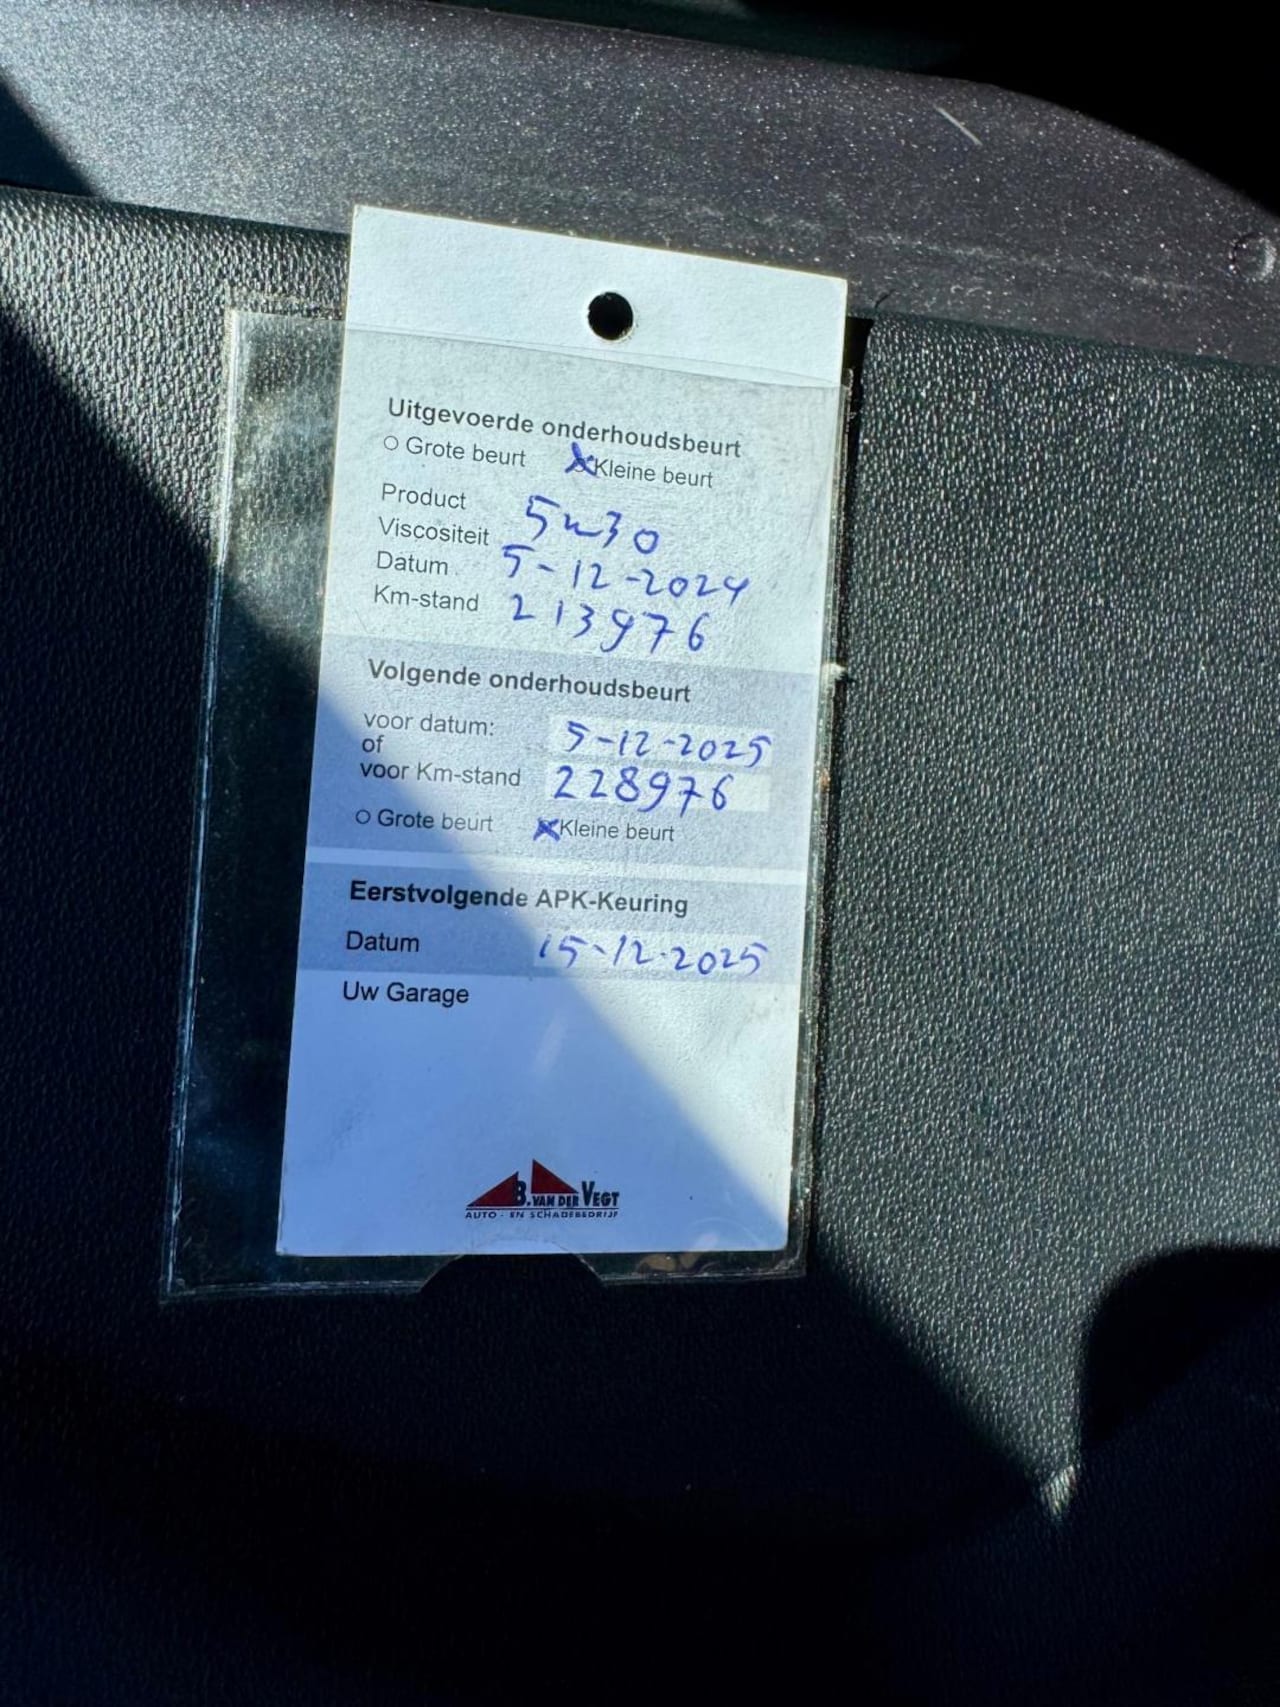 Uitgevoerde onderhoudsbeurt
Grote beurt Kleine beurt
Product
Viscositeit 5w30
Datum 5-12-2024
Km-stand 213976
Volgende onderhoudsbeurt
voor datum: 5-12-2025
of
voor Km-stand 228976
Grote beurt Kleine beurt
Eerstvolgende APK-Keuring
Datum 15-12-2025
Uw Garage
B. VAN DER VEGT
AUTO - EN SCHADEBEDRIJF